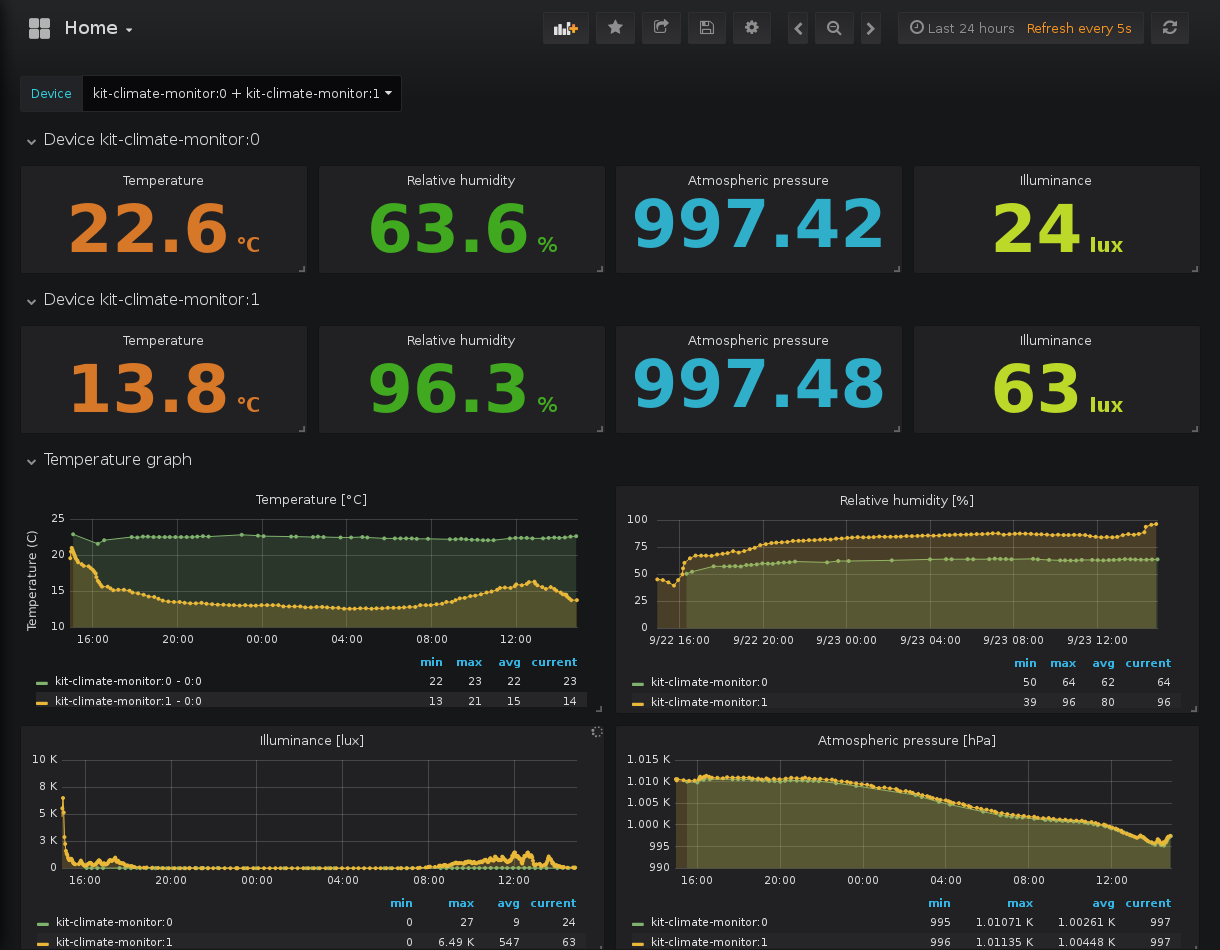 Home
Last 24 hours Refresh every 5s
Device kit-climate-monitor:0 + kit-climate-monitor:1
Device kit-climate-monitor:0
Temperature Relative humidity Atmospheric pressure Illuminance
22.6 °C 63.6 % 997.42 24 lux
Device kit-climate-monitor:1
Temperature Relative humidity Atmospheric pressure Illuminance
13.8 °C 96.3 % 997.48 63 lux
Temperature graph
Temperature [°C]
Temperature (C)
25
20
15
10
16:00 20:00 00:00 04:00 08:00 12:00
min max avg current
kit-climate-monitor:0 - 0:0 22 23 22 23
kit-climate-monitor:1 - 0:0 13 21 15 14
Relative humidity [%]
100
75
50
25
0
9/22 16:00 9/22 20:00 9/23 00:00 9/23 04:00 9/23 08:00 9/23 12:00
min max avg current
kit-climate-monitor:0 50 64 62 64
kit-climate-monitor:1 39 96 80 96
Illuminance [lux]
10 K
8 K
5 K
3 K
0
16:00 20:00 00:00 04:00 08:00 12:00
min max avg current
kit-climate-monitor:0 0 27 9 24
kit-climate-monitor:1 0 6.49 K 547 63
Atmospheric pressure [hPa]
1.015 K
1.010 K
1.005 K
1.000 K
995
990
16:00 20:00 00:00 04:00 08:00 12:00
min max avg current
kit-climate-monitor:0 995 1.01071 K 1.00261 K 997
kit-climate-monitor:1 996 1.01135 K 1.00448 K 997